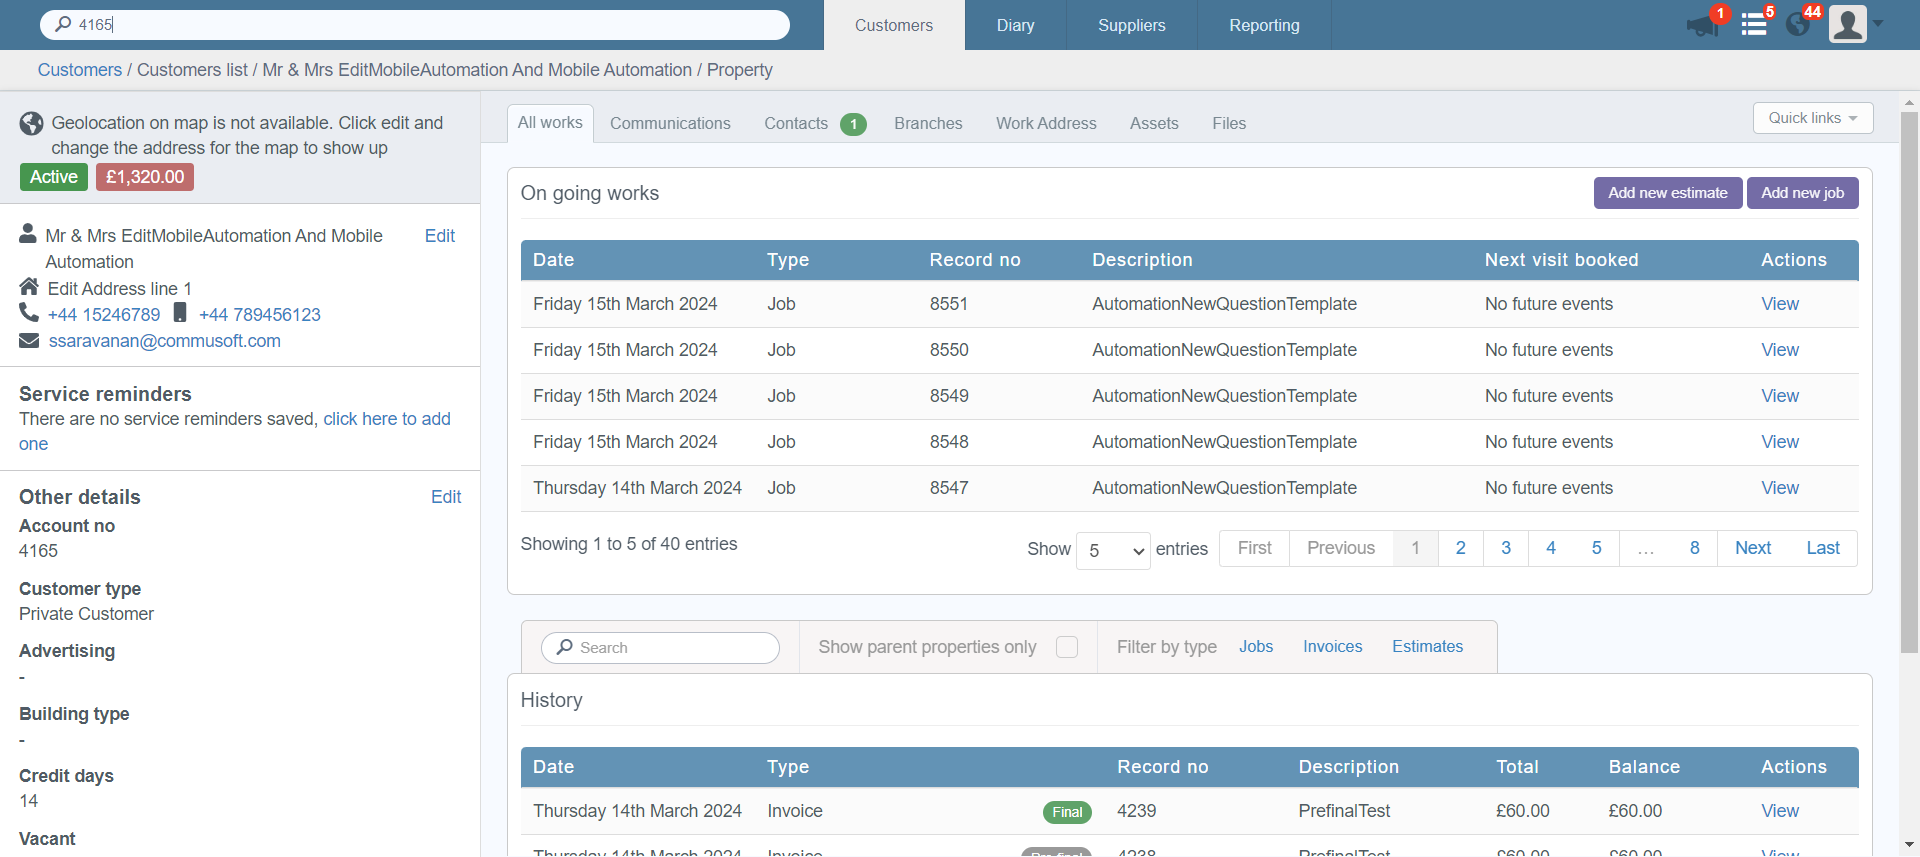 4165
Customers
Diary
Suppliers
Reporting
1
5
44
Customers / Customers list / Mr & Mrs EditMobileAutomation And Mobile Automation / Property
Geolocation on map is not available. Click edit and
change the address for the map to show up
Active £1,320.00
Mr & Mrs EditMobileAutomation And Mobile Edit
Automation
Edit Address line 1
+44 15246789 +44 789456123
ssaravanan@commusoft.com
Service reminders
There are no service reminders saved, click here to add
one
Other details Edit
Account no
4165
Customer type
Private Customer
Advertising
-
Building type
-
Credit days
14
Vacant
All works Communications Contacts 1 Branches Work Address Assets Files Quick links
On going works Add new estimate Add new job
Date Type Record no Description Next visit booked Actions
Friday 15th March 2024 Job 8551 AutomationNewQuestionTemplate No future events View
Friday 15th March 2024 Job 8550 AutomationNewQuestionTemplate No future events View
Friday 15th March 2024 Job 8549 AutomationNewQuestionTemplate No future events View
Friday 15th March 2024 Job 8548 AutomationNewQuestionTemplate No future events View
Thursday 14th March 2024 Job 8547 AutomationNewQuestionTemplate No future events View
Showing 1 to 5 of 40 entries Show 5 entries First Previous 1 2 3 4 5 ... 8 Next Last
Search Show parent properties only Filter by type Jobs Invoices Estimates
History
Date Type Record no Description Total Balance Actions
Thursday 14th March 2024 Invoice Final 4239 PrefinalTest £60.00 £60.00 View
Thursday 14th March 2024 Invoice Pre-final 4238 PrefinalTest £60.00 £60.00 View